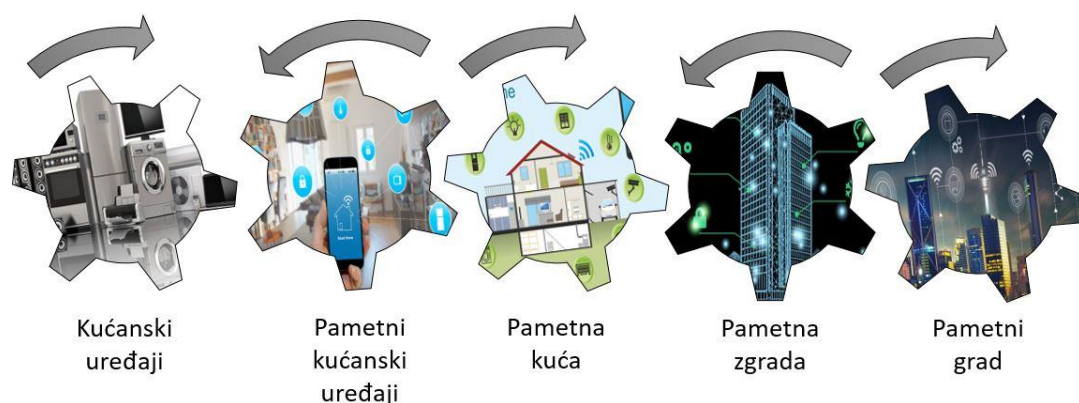 Kućanski
uređaji
Pametni
kućanski
uređaji
Pametna
kuća
Pametna
zgrada
Pametni
grad